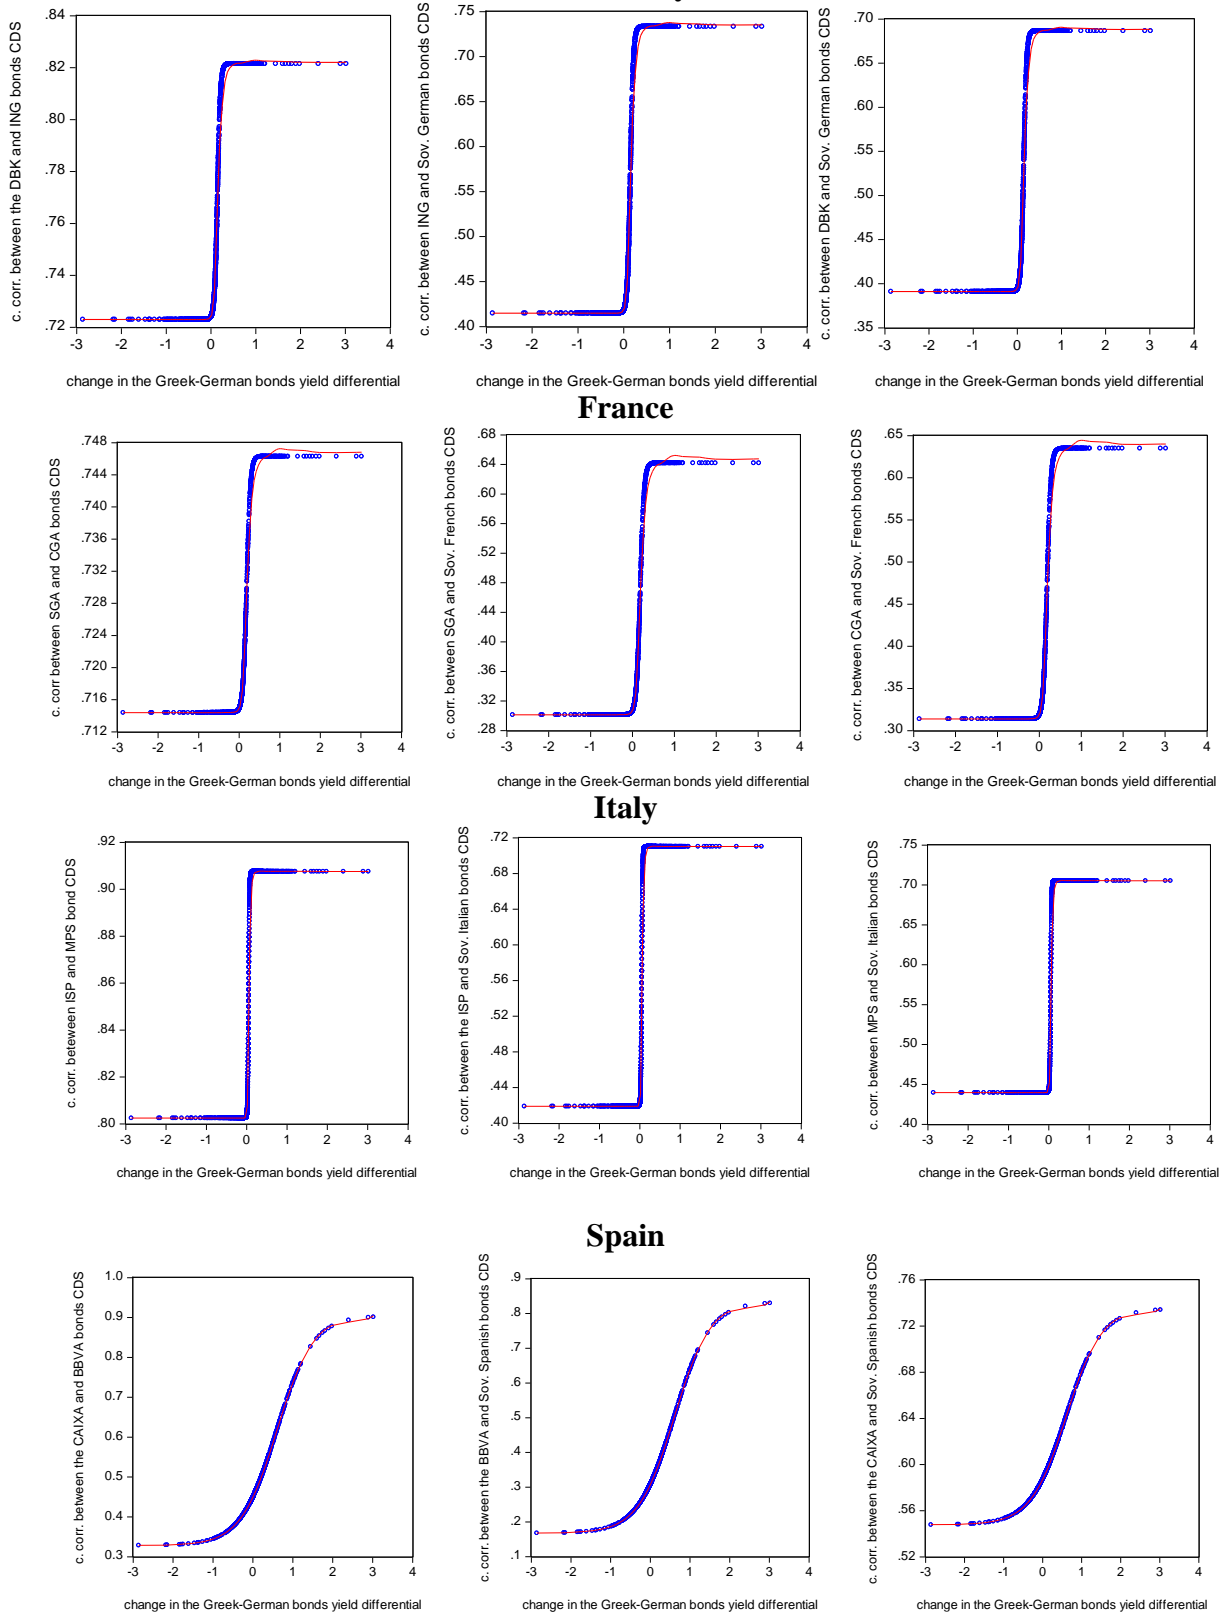 c. corr. between the DBK and ING bonds CDS
.84
.82
.80
.78
.76
.74
.72
-3 -2 -1 0 1 2 3 4
change in the Greek-German bonds yield differential
c. corr. between ING and Sov. German bonds CDS
.75
.70
.65
.60
.55
.50
.45
.40
-3 -2 -1 0 1 2 3 4
change in the Greek-German bonds yield differential
c. corr. between DBK and Sov. German bonds CDS
.70
.65
.60
.55
.50
.45
.40
.35
-3 -2 -1 0 1 2 3 4
change in the Greek-German bonds yield differential
France
c. corr between SGA and CGA bonds CDS
.748
.744
.740
.736
.732
.728
.724
.720
.716
.712
-3 -2 -1 0 1 2 3 4
change in the Greek-German bonds yield differential
c. corr. between SGA and Sov. French bonds CDS
.68
.64
.60
.56
.52
.48
.44
.40
.36
.32
.28
-3 -2 -1 0 1 2 3 4
change in the Greek-German bonds yield differential
c. corr. between CGA and Sov. French bonds CDS
.65
.60
.55
.50
.45
.40
.35
.30
-3 -2 -1 0 1 2 3 4
change in the Greek-German bonds yield differential
Italy
c. corr. beteween ISP and MPS bond CDS
.92
.90
.88
.86
.84
.82
.80
-3 -2 -1 0 1 2 3 4
change in the Greek-German bonds yield differential
c. corr. between the ISP and Sov. Italian bonds CDS
.72
.68
.64
.60
.56
.52
.48
.44
.40
-3 -2 -1 0 1 2 3 4
change in the Greek-German bonds yield differential
c. corr. between MPS and Sov. Italian bonds CDS
.75
.70
.65
.60
.55
.50
.45
.40
-3 -2 -1 0 1 2 3 4
change in the Greek-German bonds yield differential
Spain
c. corr. between the CAIXA and BBVA bonds CDS
1.0
0.9
0.8
0.7
0.6
0.5
0.4
0.3
-3 -2 -1 0 1 2 3 4
change in the Greek-German bonds yield differential
c. corr. between the BBVA and Sov. Spanish bonds CDS
.9
.8
.7
.6
.5
.4
.3
.2
.1
-3 -2 -1 0 1 2 3 4
change in the Greek-German bonds yield differential
c. corr. between the CAIXA and Sov. Spanish bonds CDS
.76
.72
.68
.64
.60
.56
.52
-3 -2 -1 0 1 2 3 4
change in the Greek-German bonds yield differential